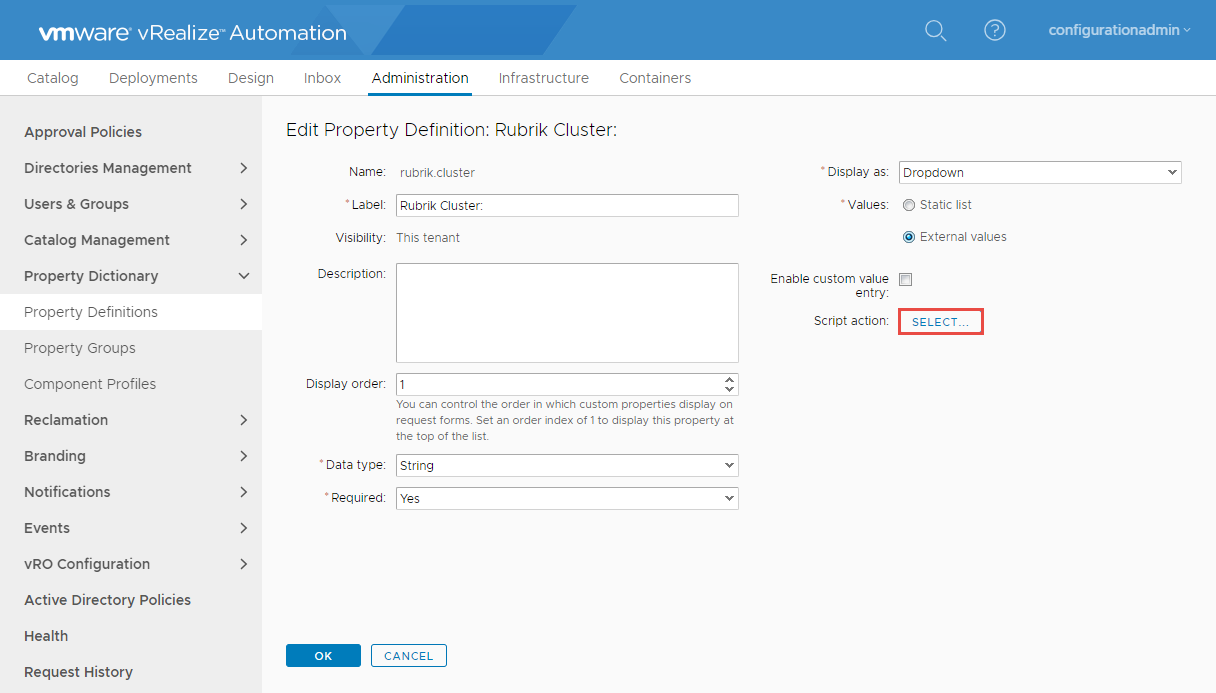 vmware® vRealize™ Automation
configurationadmin
Catalog Deployments Design Inbox Administration Infrastructure Containers
Approval Policies
Directories Management
Users & Groups
Catalog Management
Property Dictionary
Property Definitions
Property Groups
Component Profiles
Reclamation
Branding
Notifications
Events
vRO Configuration
Active Directory Policies
Health
Request History
Edit Property Definition: Rubrik Cluster:
Name: rubrik.cluster
* Label: Rubrik Cluster:
Visibility: This tenant
Description:
Display order: 1
You can control the order in which custom properties display on
request forms. Set an order index of 1 to display this property at
the top of the list.
* Data type: String
* Required: Yes
* Display as: Dropdown
* Values: Static list
External values
Enable custom value
entry:
Script action: SELECT...
OK CANCEL